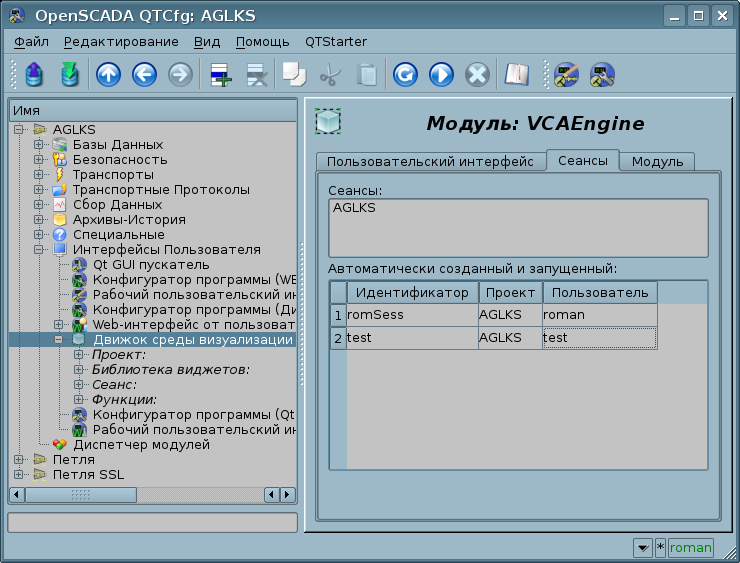 OpenSCADA QTCfg: AGLKS
Файл Редактирование Вид Помощь QTStarter
Имя
AGLKS
Базы Данных
Безопасность
Транспорты
Транспортные Протоколы
Сбор Данных
Архивы-История
Специальные
Интерфейсы Пользователя
Qt GUI пускатель
Конфигуратор программы (WE
Рабочий пользовательский ин
Конфигуратор программы (Ди
Web-интерфейс от пользоват
Движок среды визуализации
Проект:
Библиотека виджетов:
Сеанс:
Функции:
Конфигуратор программы (Qt
Рабочий пользовательский ин
Диспетчер модулей
Петля
Петля SSL
Модуль: VCAEngine
Пользовательский интерфейс Сеансы Модуль
Сеансы:
AGLKS
Автоматически созданный и запущенный:
Идентификатор Проект Пользователь
1 romSess AGLKS roman
2 test AGLKS test
* roman